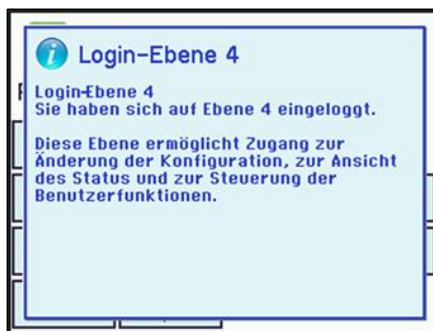 Login-Ebene 4
Login-Ebene 4
Sie haben sich auf Ebene 4 eingeloggt.
Diese Ebene ermöglicht Zugang zur
Änderung der Konfiguration, zur Ansicht
des Status und zur Steuerung der
Benutzerfunktionen.